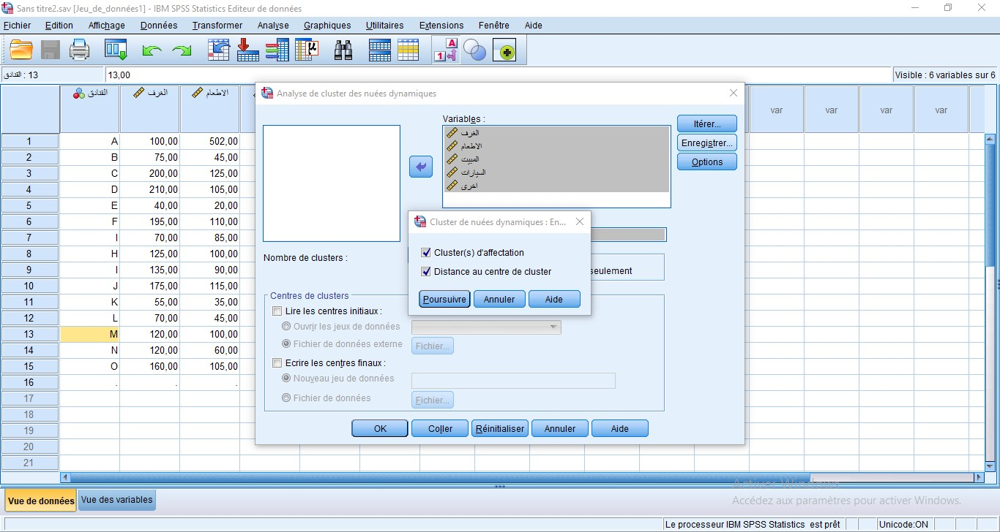 Sans titre2.sav [Jeu_de_données1] - IBM SPSS Statistics Editeur de données
Fichier Edition Affichage Données Transformer Analyse Graphiques Utilitaires Extensions Fenêtre Aide
13 : الفنادق
13,00
Visible : 6 variables sur 6
الفنادق الغرف الاطعام var var var var
1 A 100,00 502,00
2 B 75,00 45,00
3 C 200,00 125,00
4 D 210,00 105,00
5 E 40,00 20,00
6 F 195,00 110,00
7 I 70,00 85,00
8 H 125,00 100,00
9 I 135,00 90,00
10 J 175,00 115,00
11 K 55,00 35,00
12 L 70,00 45,00
13 M 120,00 100,00
14 N 120,00 60,00
15 O 160,00 105,00
16 . . .
17
18
19
20
21
Analyse de cluster des nuées dynamiques
Variables :
الغرف
الاطعام
المبيت
السيارات
اخرى
Itérer...
Enregistrer...
Options
Nombre de clusters :
seulement
Cluster de nuées dynamiques : En...
Cluster(s) d'affectation
Distance au centre de cluster
Poursuivre Annuler Aide
Centres de clusters
Lire les centres initiaux :
Ouvrir les jeux de données
Fichier de données externe Fichier...
Ecrire les centres finaux :
Nouveau jeu de données
Fichier de données Fichier...
OK Coller Réinitialiser Annuler Aide
Activer Windows
Accédez aux paramètres pour activer Windows.
Vue de données Vue des variables
Le processeur IBM SPSS Statistics est prêt Unicode:ON